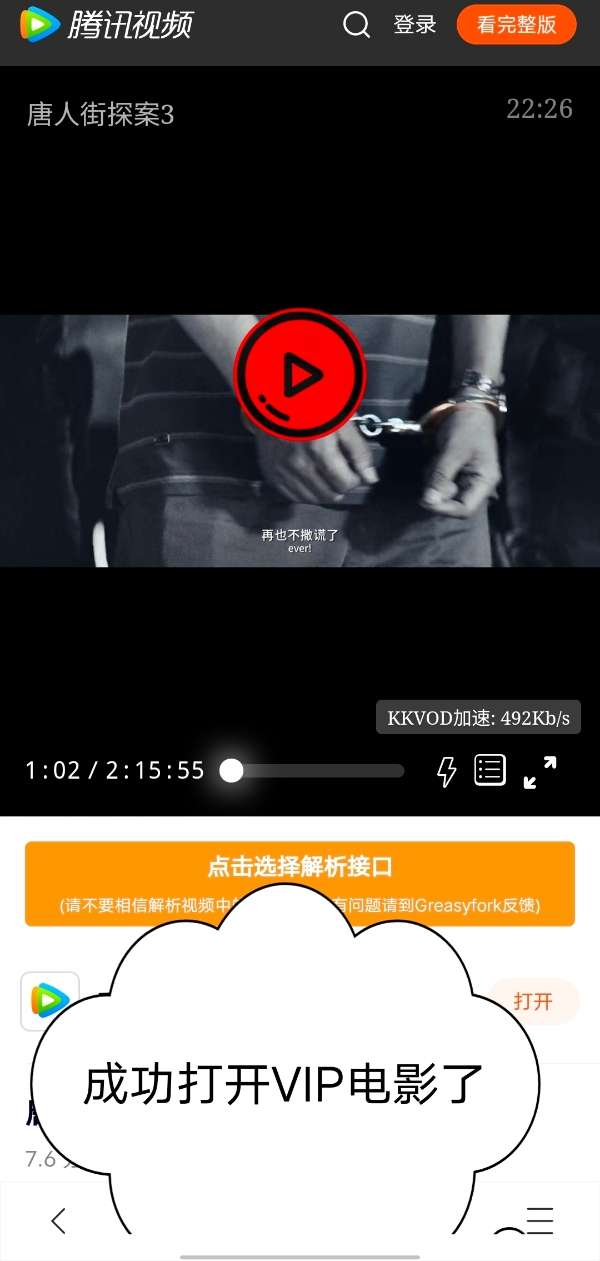 腾讯视频
登录
看完整版
唐人街探案3
22:26
再也不撒谎了
ever!
KKVOD加速: 492Kb/s
1:02 / 2:15:55
点击选择解析接口
(请不要相信解析视频中
有问题请到Greasyfork反馈)
打开
成功打开VIP电影了
7.6